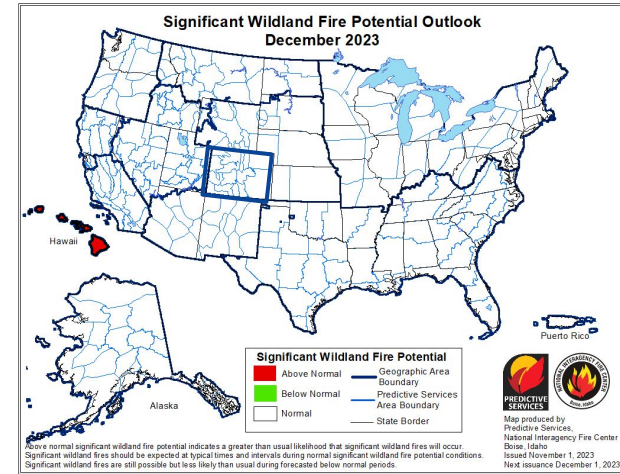 Significant Wildland Fire Potential Outlook
December 2023
Hawaii
Alaska
Puerto Rico
Significant Wildland Fire Potential
Above Normal
Below Normal
Normal
Geographic Area
Boundary
Predictive Services
Area Boundary
State Border
PREDICTIVE
SERVICES
NATIONAL INTERAGENCY FIRE CENTER
BOISE, IDAHO
Map produced by
Predictive Services,
National Interagency Fire Center
Boise, Idaho
Issued November 1, 2023
Next issuance December 1, 2023
Above normal significant wildland fire potential indicates a greater than usual likelihood that significant wildland fires will occur.
Significant wildland fires should be expected at typical times and intervals during normal significant wildland fire potential conditions.
Significant wildland fires are still possible but less likely than usual during forecasted below normal periods.